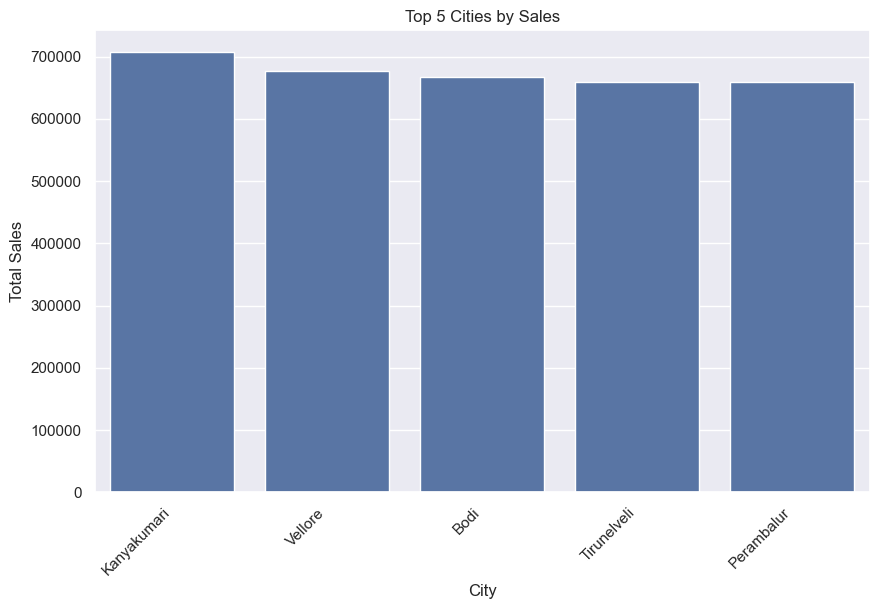 Top 5 Cities by Sales
Total Sales
700000
600000
500000
400000
300000
200000
100000
0
Kanyakumari
Vellore
Bodi
Tirunelveli
Perambalur
City